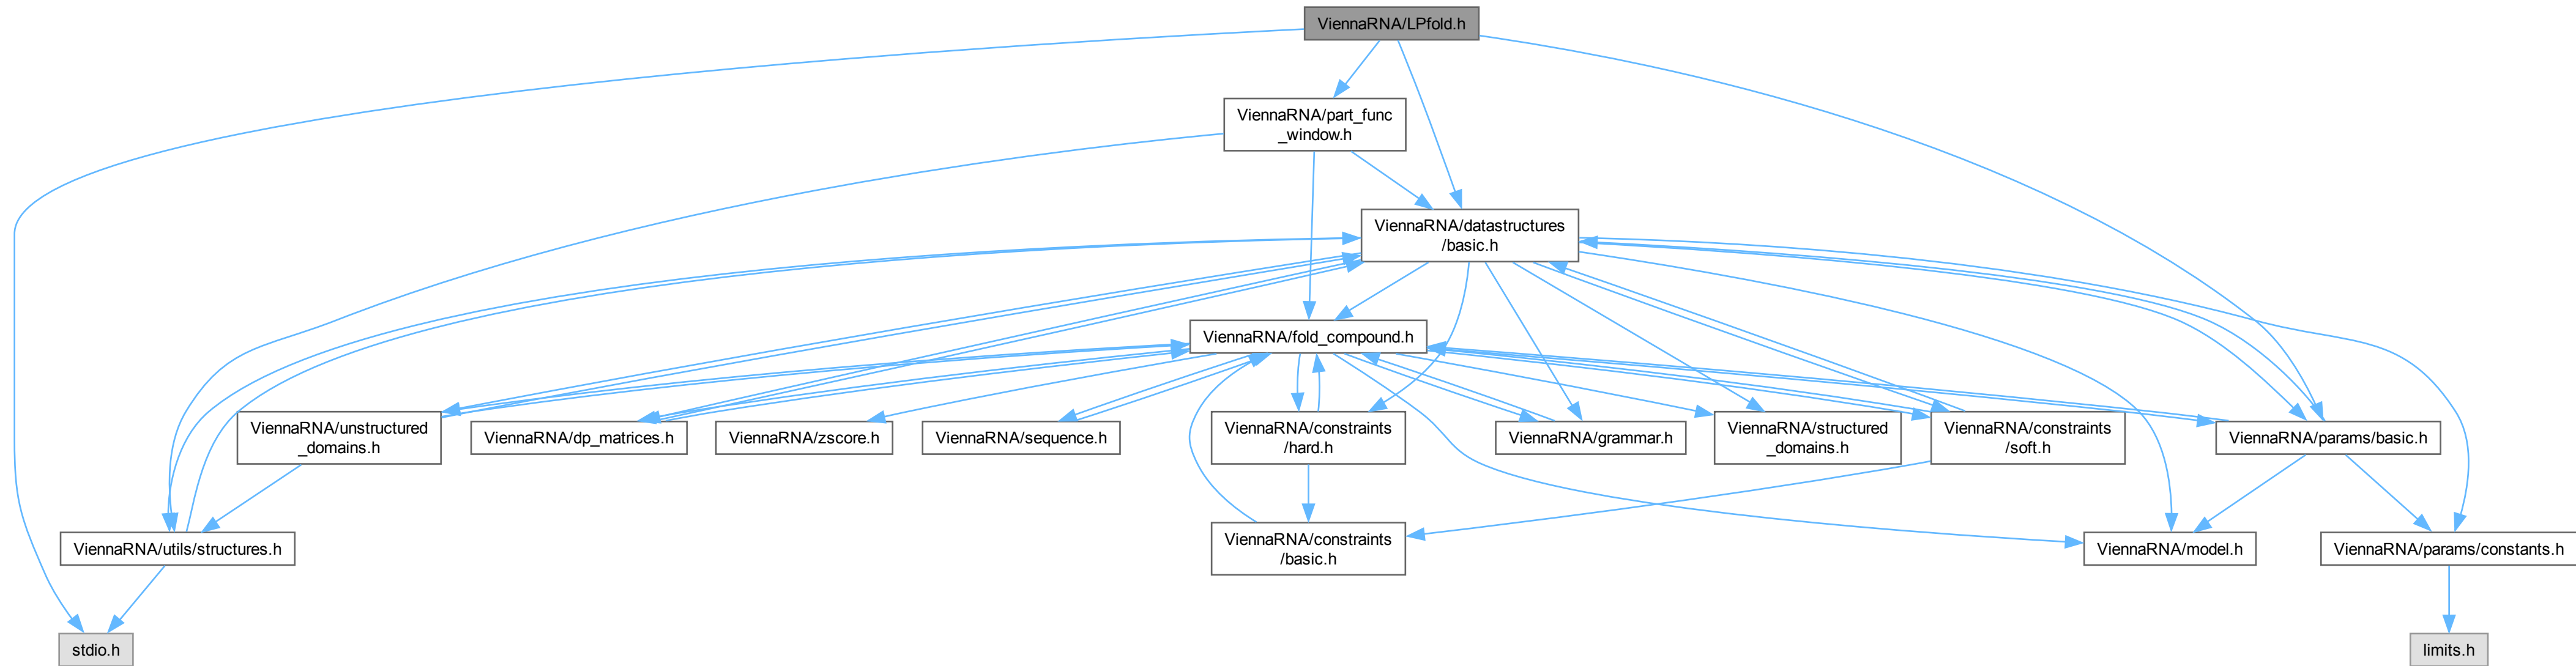 ViennaRNA/LPfold.h
ViennaRNA/part_func
_window.h
ViennaRNA/datastructures
/basic.h
ViennaRNA/fold_compound.h
ViennaRNA/unstructured
_domains.h
ViennaRNA/dp_matrices.h
ViennaRNA/zscore.h
ViennaRNA/sequence.h
ViennaRNA/constraints
/hard.h
ViennaRNA/grammar.h
ViennaRNA/structured
_domains.h
ViennaRNA/constraints
/soft.h
ViennaRNA/params/basic.h
ViennaRNA/utils/structures.h
ViennaRNA/constraints
/basic.h
ViennaRNA/model.h
ViennaRNA/params/constants.h
stdio.h
limits.h